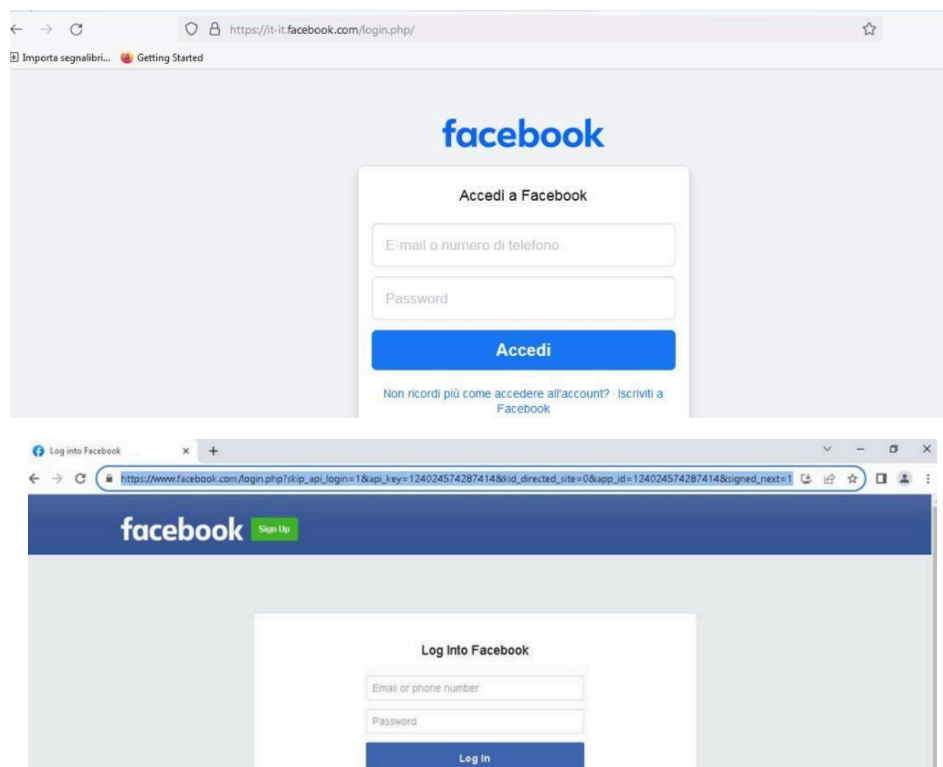 https://it-it.facebook.com/login.php/
Importa segnalibri... Getting Started
facebook
Accedi a Facebook
E-mail o numero di telefono
Password
Accedi
Non ricordi più come accedere all'account? · Iscriviti a
Facebook
Log into Facebook
https://www.facebook.com/login.php?skip_api_login=1&api_key=124024574287414&kid_directed_site=0&app_id=124024574287414&signed_next=1
facebook Sign Up
Log Into Facebook
Email or phone number
Password
Log In